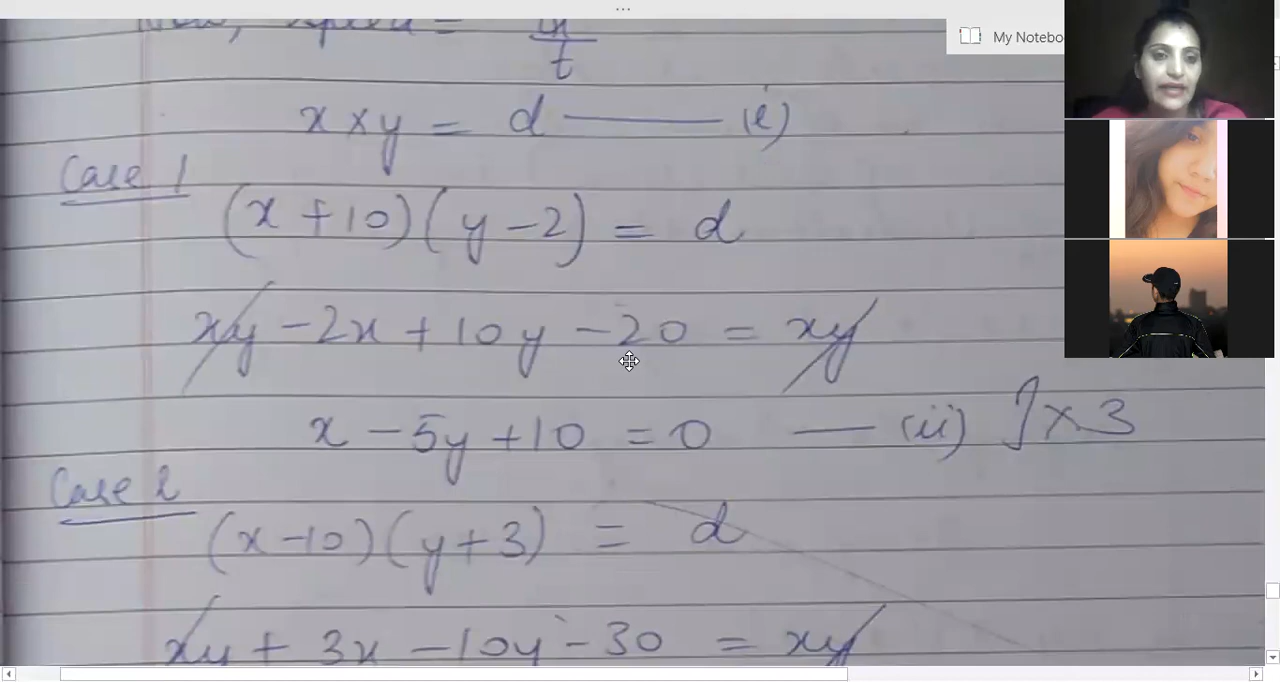 My Notebo
x × y = d —— (i)
Case 1
(x + 10)(y - 2) = d
xy - 2x + 10y - 20 = xy
x - 5y + 10 = 0 — (ii) ] × 3
Case 2
(x - 10)(y + 3) = d
xy + 3x - 10y - 30 = xy